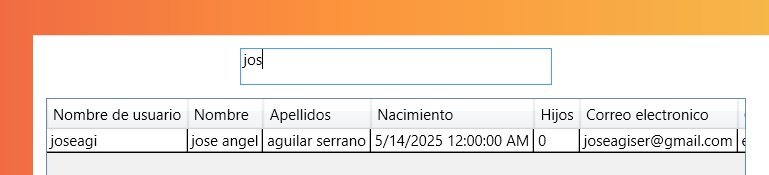 jos
Nombre de usuario Nombre Apellidos Nacimiento Hijos Correo electronico
joseagi jose angel aguilar serrano 5/14/2025 12:00:00 AM 0 joseagiser@gmail.com